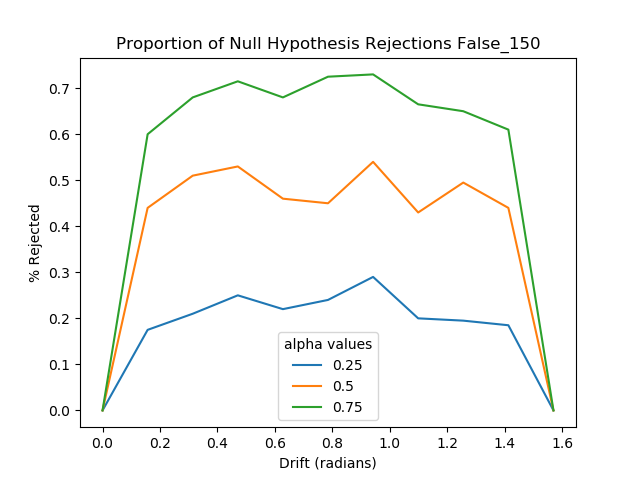 Proportion of Null Hypothesis Rejections False_150
% Rejected
0.7
0.6
0.5
0.4
0.3
0.2
0.1
0.0
alpha values
0.25
0.5
0.75
0.0 0.2 0.4 0.6 0.8 1.0 1.2 1.4 1.6
Drift (radians)